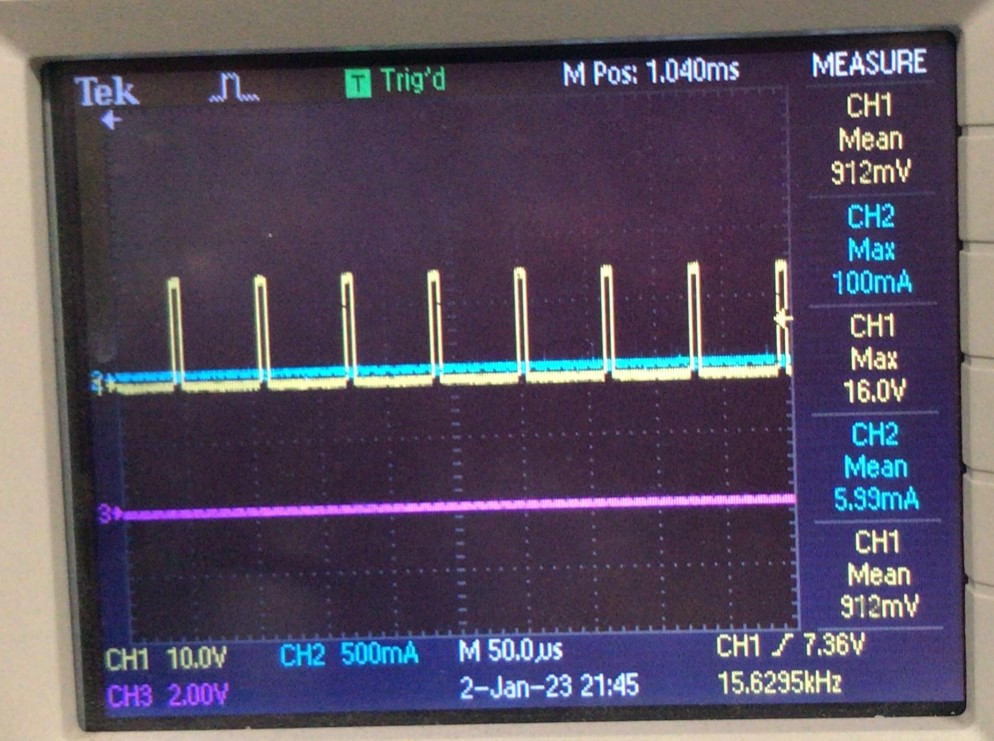 Tek
T Trig'd
M Pos: 1.040ms
MEASURE
CH1
Mean
912mV
CH2
Max
100mA
CH1
Max
16.0V
CH2
Mean
5.99mA
CH1
Mean
912mV
3
CH1 10.0V
CH2 500mA
M 50.0µs
CH1 7.36V
CH3 2.00V
2-Jan-23 21:45
15.6295kHz